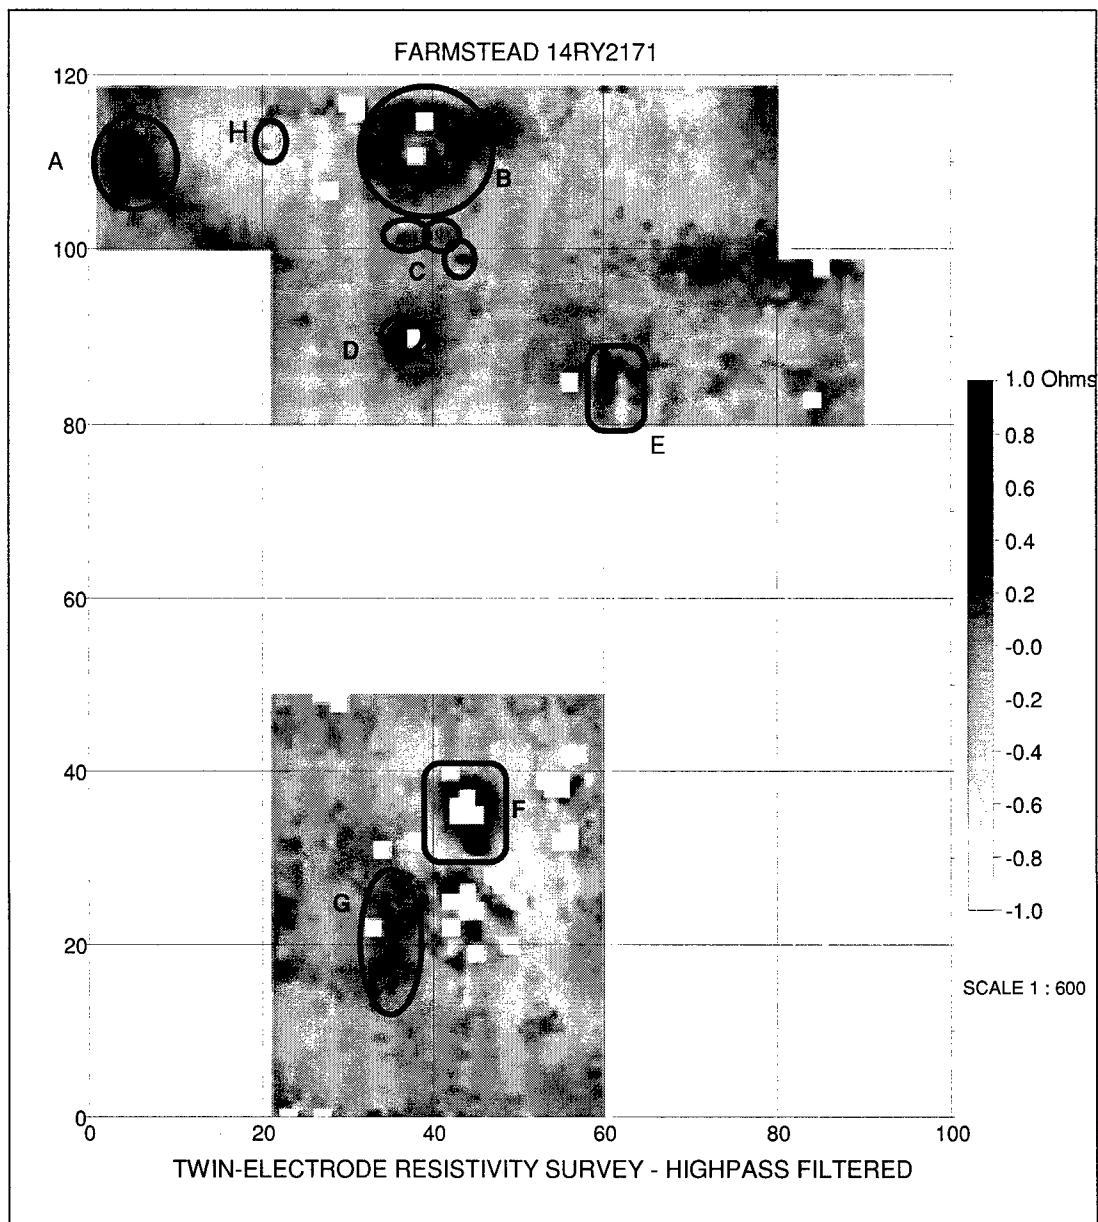 FARMSTEAD 14RY2171
120
H
A
B
100
C
D
1.0 Ohms
80
E
0.8
0.6
0.4
60
0.2
-0.0
-0.2
-0.4
40
F
-0.6
-0.8
G
-1.0
20
SCALE 1 : 600
0
0 20 40 60 80 100
TWIN-ELECTRODE RESISTIVITY SURVEY - HIGHPASS FILTERED